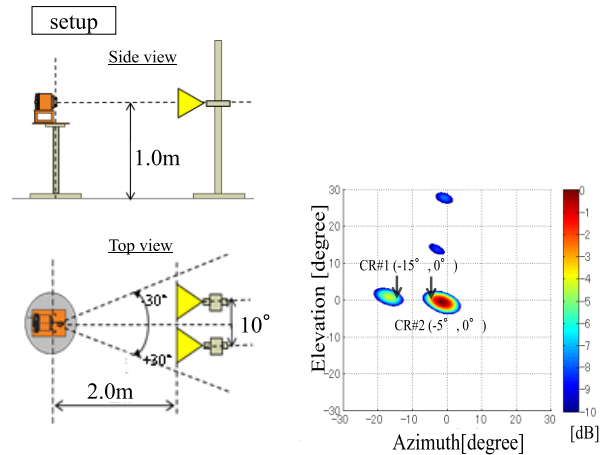 setup
Side view
1.0m
Top view
-30°
+30°
10°
2.0m
Elevation [degree]
30
20
10
0
-10
-20
-30
-30
-20
-10
0
10
20
30
Azimuth[degree]
CR#1 (-15° , 0° )
CR#2 (-5° , 0° )
0
-1
-2
-3
-4
-5
-6
-7
-8
-9
-10
[dB]